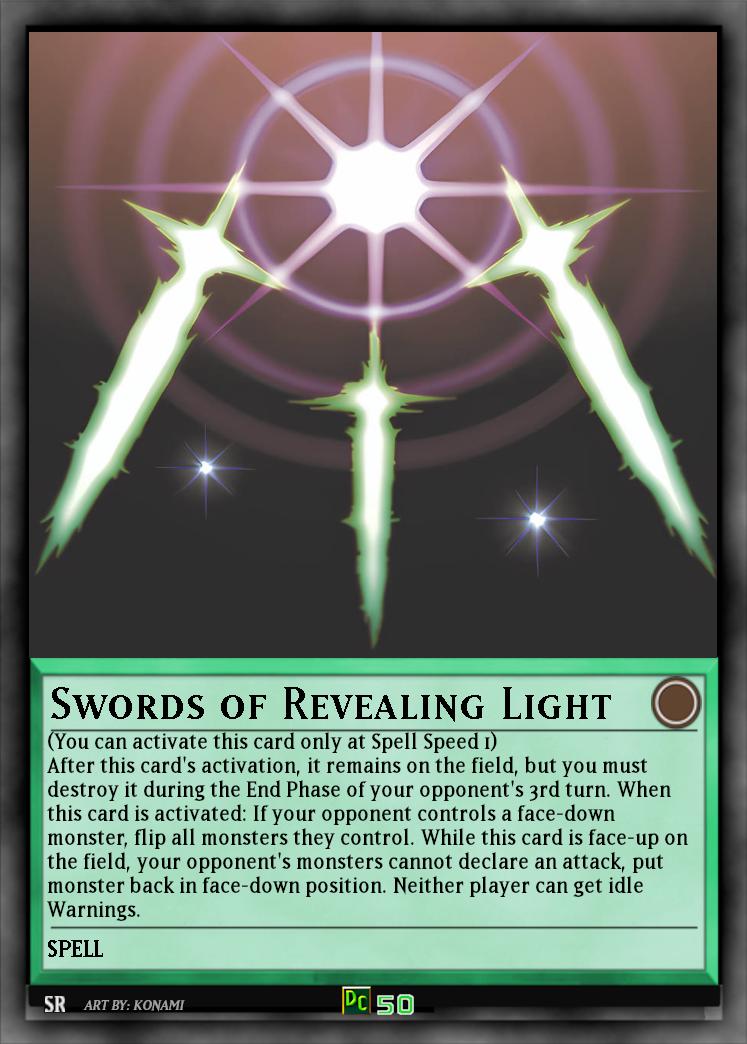 Swords of Revealing Light
(You can activate this card only at Spell Speed 1)
After this card's activation, it remains on the field, but you must
destroy it during the End Phase of your opponent's 3rd turn. When
this card is activated: If your opponent controls a face-down
monster, flip all monsters they control. While this card is face-up on
the field, your opponent's monsters cannot declare an attack, put
monster back in face-down position. Neither player can get idle
Warnings.
SPELL
SR ART BY: KONAMI DC 50